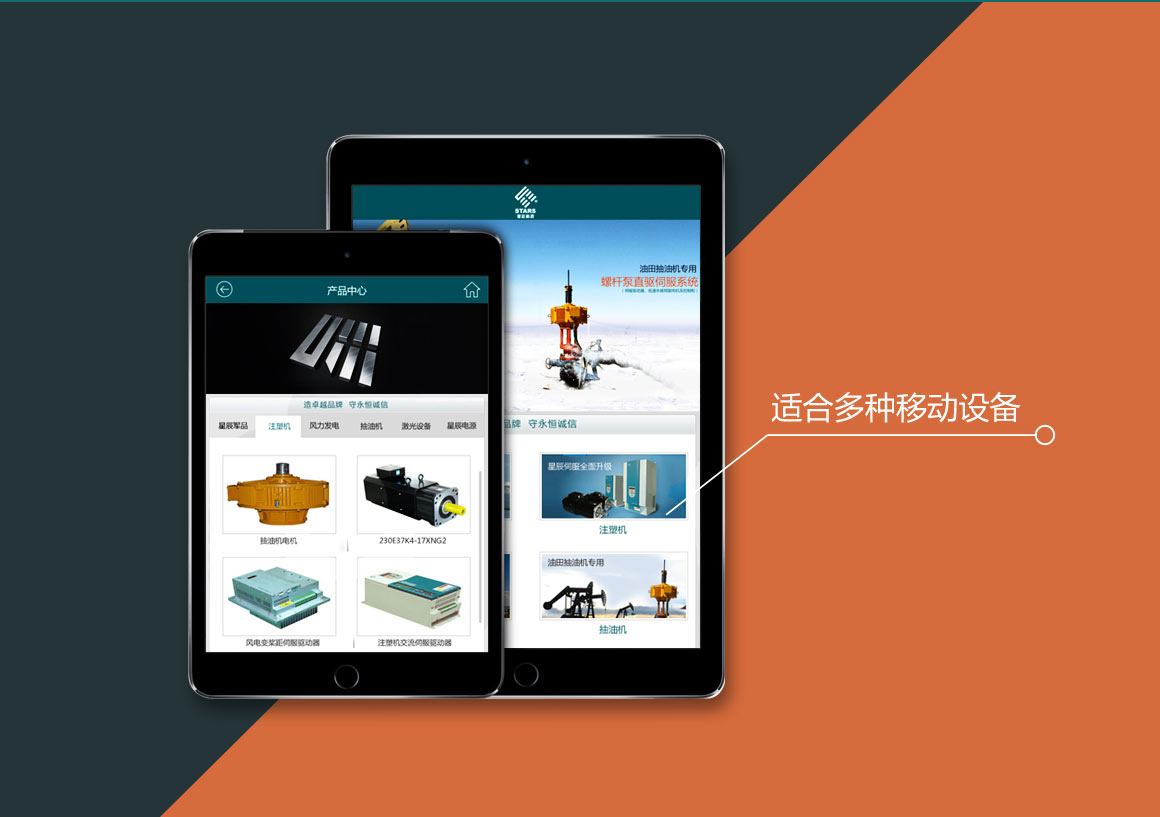 STARS
油田抽油机专用
螺杆泵直驱伺服系统
产品中心
造卓越品牌 守永恒诚信
星辰军品 注塑机 风力发电 抽油机 激光设备 星辰电源
抽油机电机
230E37K4-17XNG2
风电变桨距伺服驱动器
注塑机交流伺服驱动器
品牌 守永恒诚信
星辰伺服全面升级
注塑机
油田抽油机专用
抽油机
适合多种移动设备